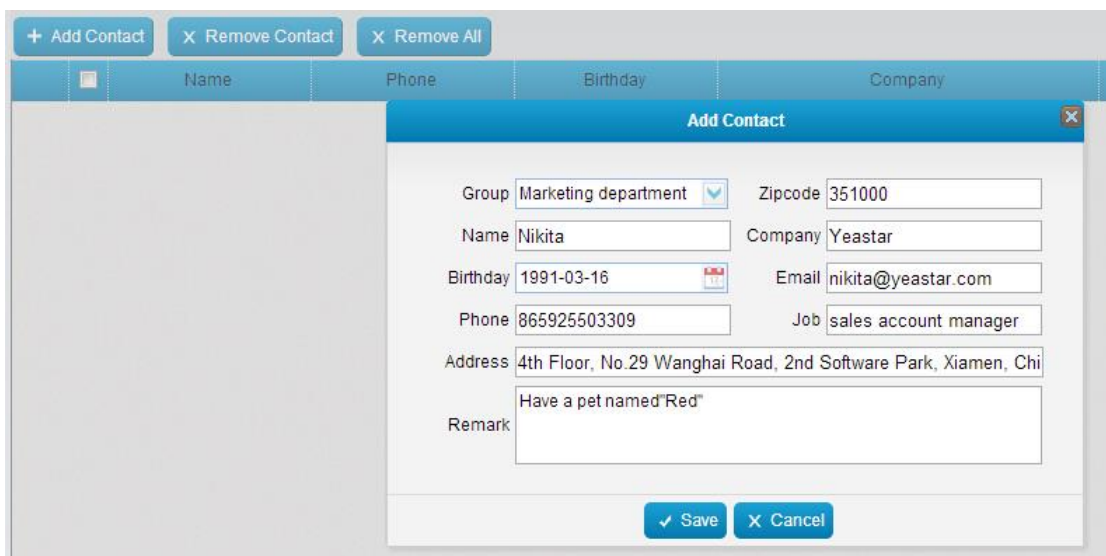 + Add Contact x Remove Contact x Remove All
Name Phone Birthday Company
Add Contact
Group Marketing department Zipcode 351000
Name Nikita Company Yeastar
Birthday 1991-03-16 Email nikita@yeastar.com
Phone 865925503309 Job sales account manager
Address 4th Floor, No.29 Wanghai Road, 2nd Software Park, Xiamen, Chi
Remark Have a pet named"Red"
Save x Cancel